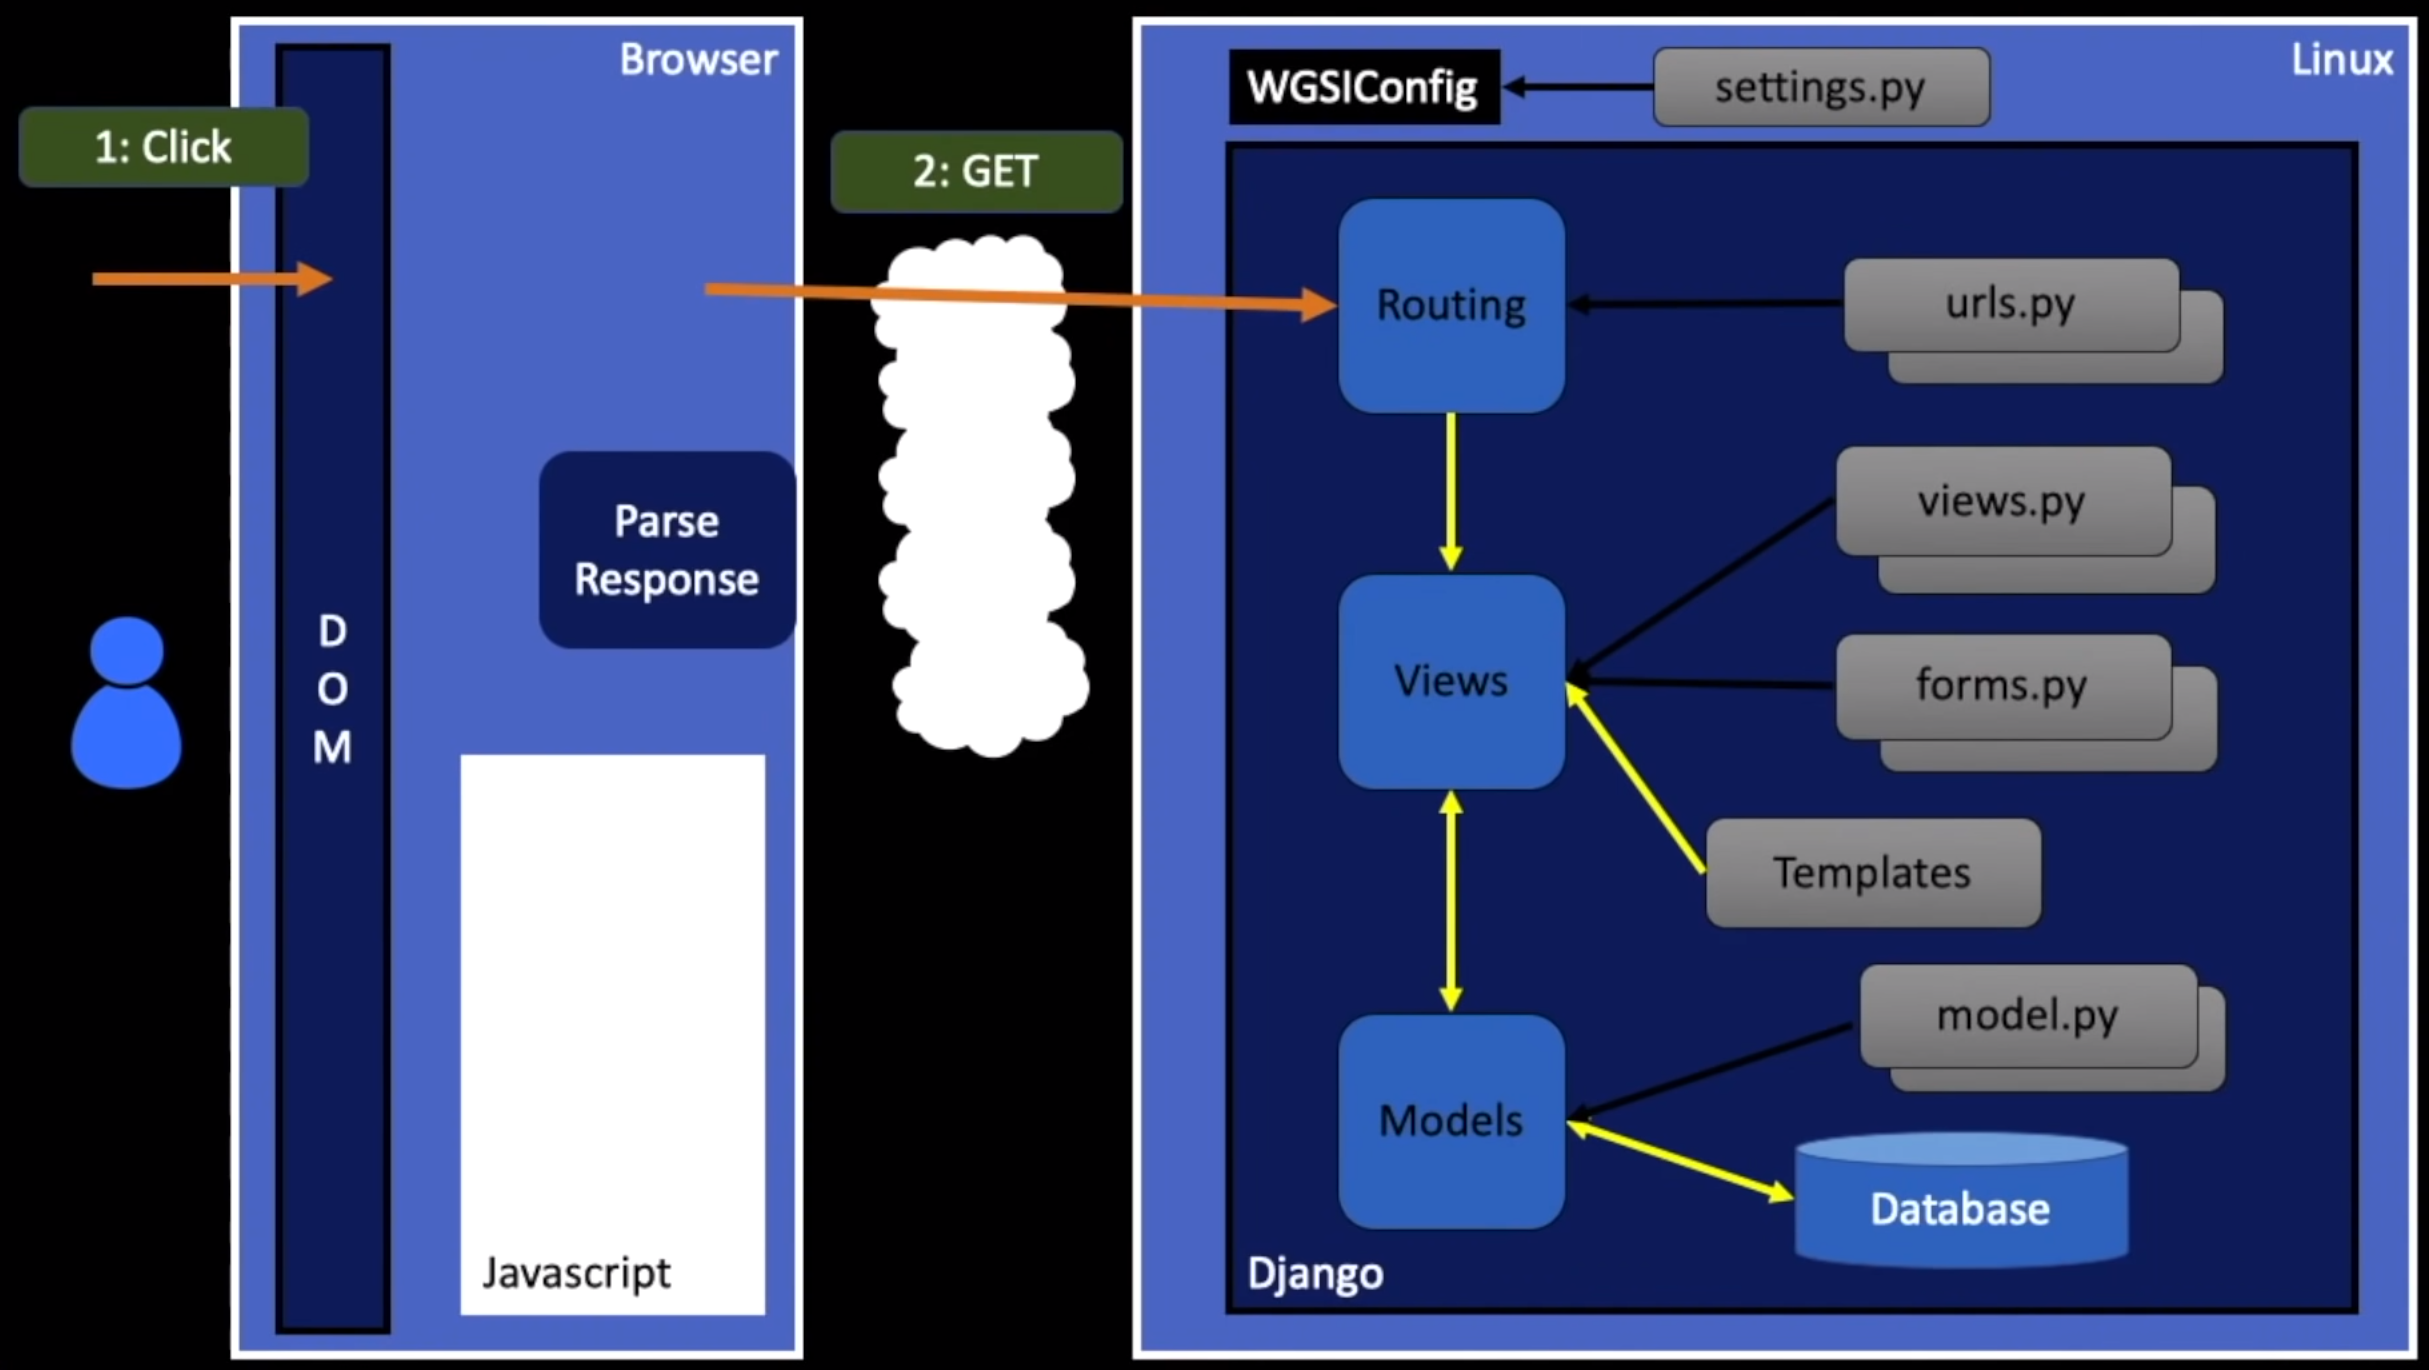 Browser
Linux
WGSIConfig
settings.py
1: Click
2: GET
Routing
urls.py
views.py
Parse
Response
D
O
M
Views
forms.py
Templates
model.py
Models
Database
Javascript
Django